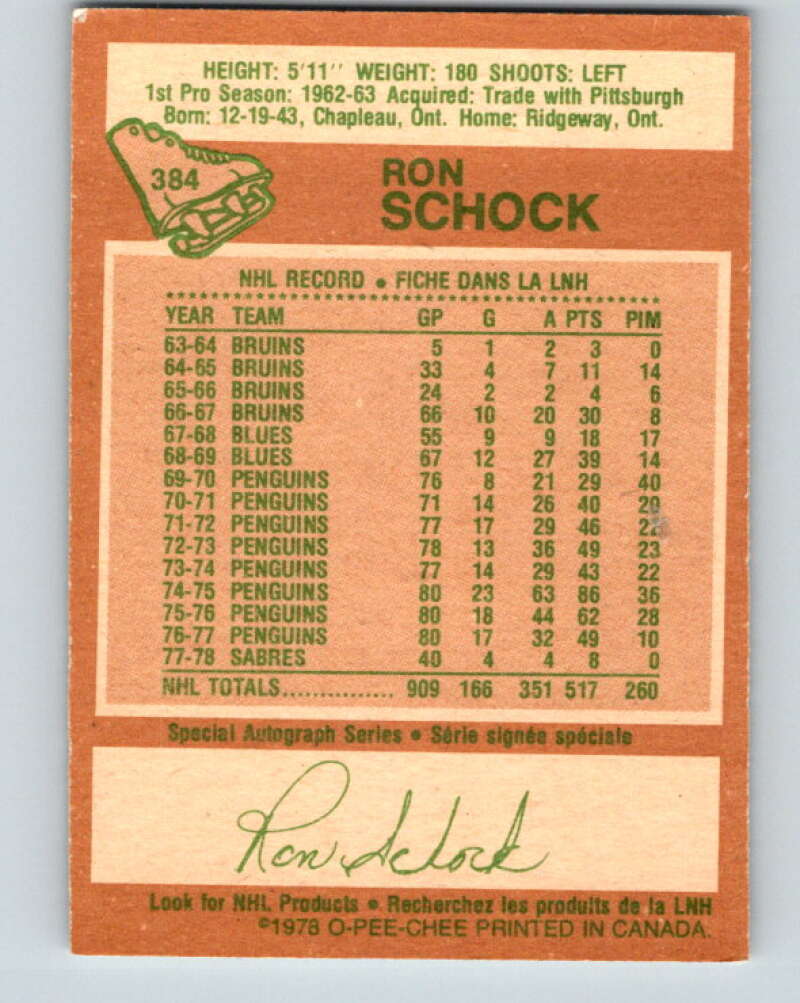 HEIGHT: 5'11" WEIGHT: 180 SHOOTS: LEFT
1st Pro Season: 1962-63 Acquired: Trade with Pittsburgh
Born: 12-19-43, Chapleau, Ont. Home: Ridgeway, Ont.
384
RON
SCHOCK
NHL RECORD • FICHE DANS LA LNH
YEAR TEAM GP G A PTS PIM
63-64 BRUINS 5 1 2 3 0
64-65 BRUINS 33 4 7 11 14
65-66 BRUINS 24 2 2 4 6
66-67 BRUINS 66 10 20 30 8
67-68 BLUES 55 9 9 18 17
68-69 BLUES 67 12 27 39 14
69-70 PENGUINS 76 8 21 29 40
70-71 PENGUINS 71 14 26 40 20
71-72 PENGUINS 77 17 29 46 22
72-73 PENGUINS 78 13 36 49 23
73-74 PENGUINS 77 14 29 43 22
74-75 PENGUINS 80 23 63 86 36
75-76 PENGUINS 80 18 44 62 28
76-77 PENGUINS 80 17 32 49 10
77-78 SABRES 40 4 4 8 0
NHL TOTALS................ 909 166 351 517 260
Special Autograph Series • Série signée spéciale
Ron Schock
Look for NHL Products • Recherchez les produits de la LNH
©1978 O-PEE-CHEE PRINTED IN CANADA.